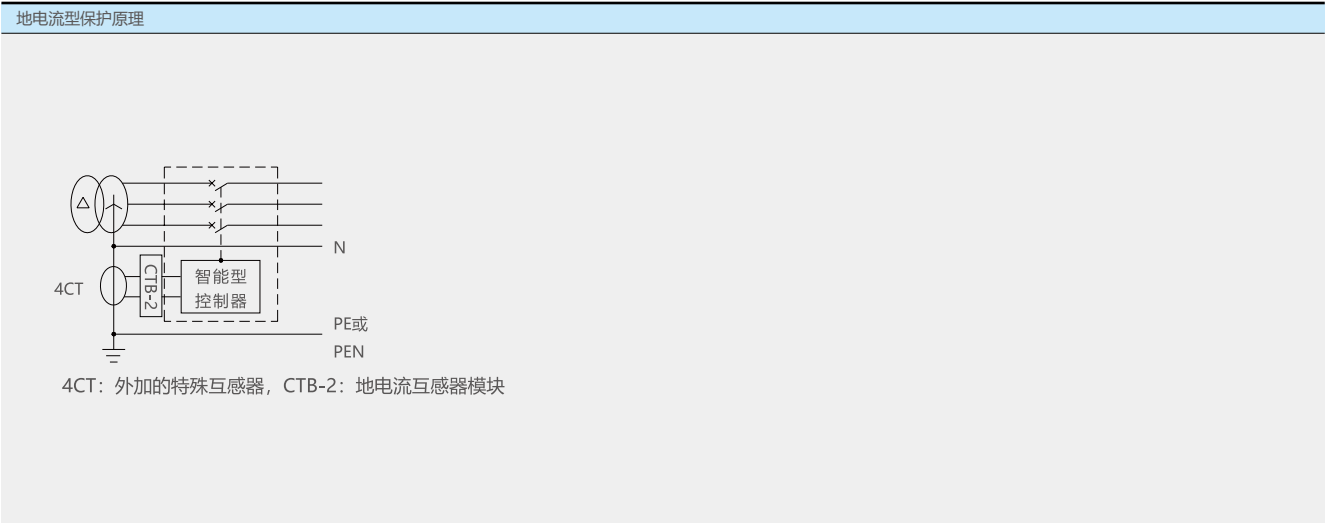 地电流型保护原理
N
4CT
CTB-2
智能型
控制器
PE或
PEN
4CT：外加的特殊互感器，CTB-2：地电流互感器模块